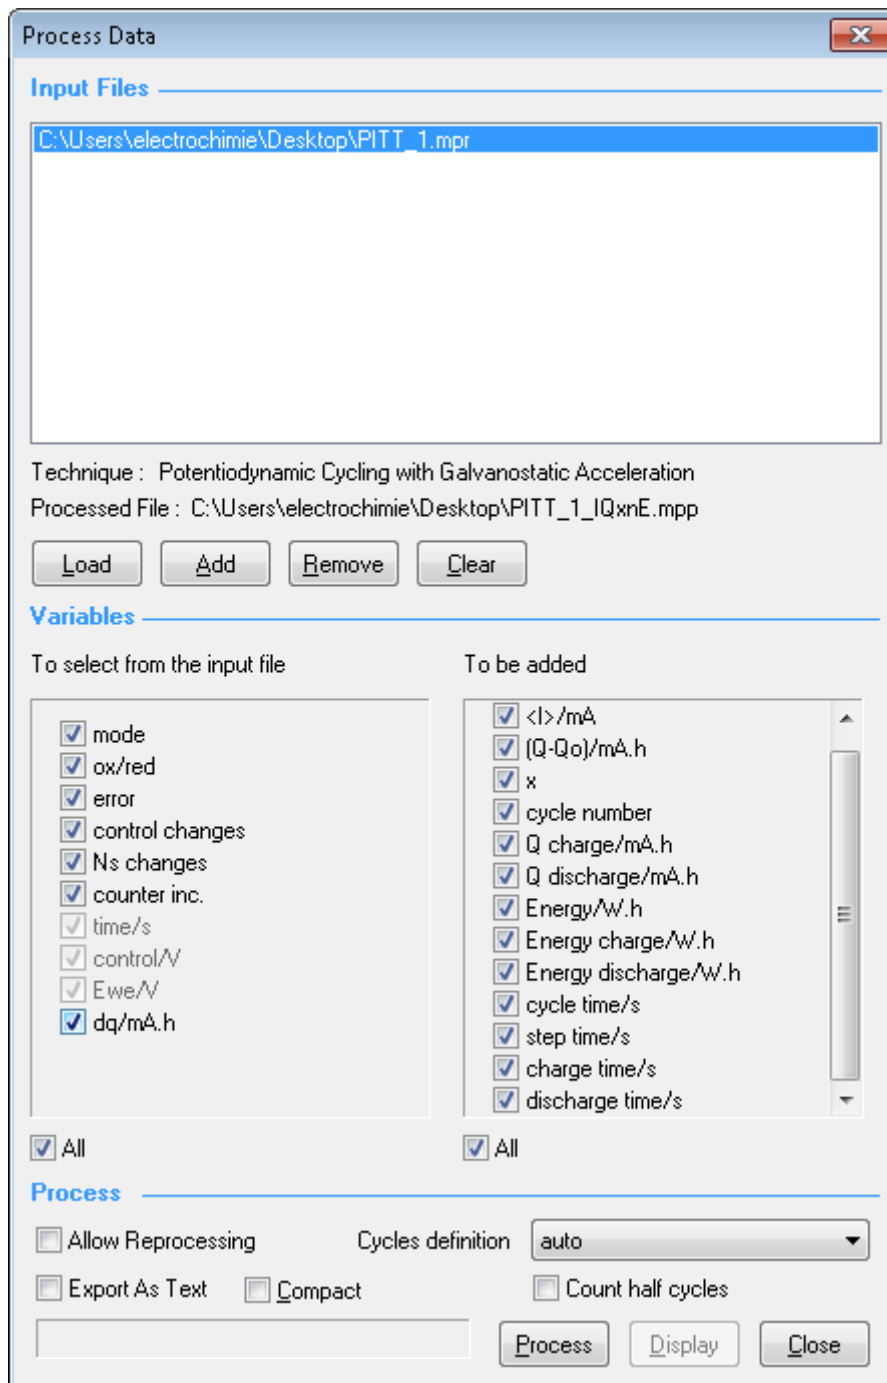 Process Data
Input Files
C:\Users\electrochimie\Desktop\PITT_1.mpr
Technique : Potentiodynamic Cycling with Galvanostatic Acceleration
Processed File : C:\Users\electrochimie\Desktop\PITT_1_IQxnE.mpp
Load Add Remove Clear
Variables
To select from the input file
mode
ox/red
error
control changes
Ns changes
counter inc.
time/s
control/V
Ewe/V
dq/mA.h
All
To be added
<I>/mA
(Q-Qo)/mA.h
x
cycle number
Q charge/mA.h
Q discharge/mA.h
Energy/W.h
Energy charge/W.h
Energy discharge/W.h
cycle time/s
step time/s
charge time/s
discharge time/s
All
Process
Allow Reprocessing Cycles definition auto
Export As Text Compact Count half cycles
Process Display Close